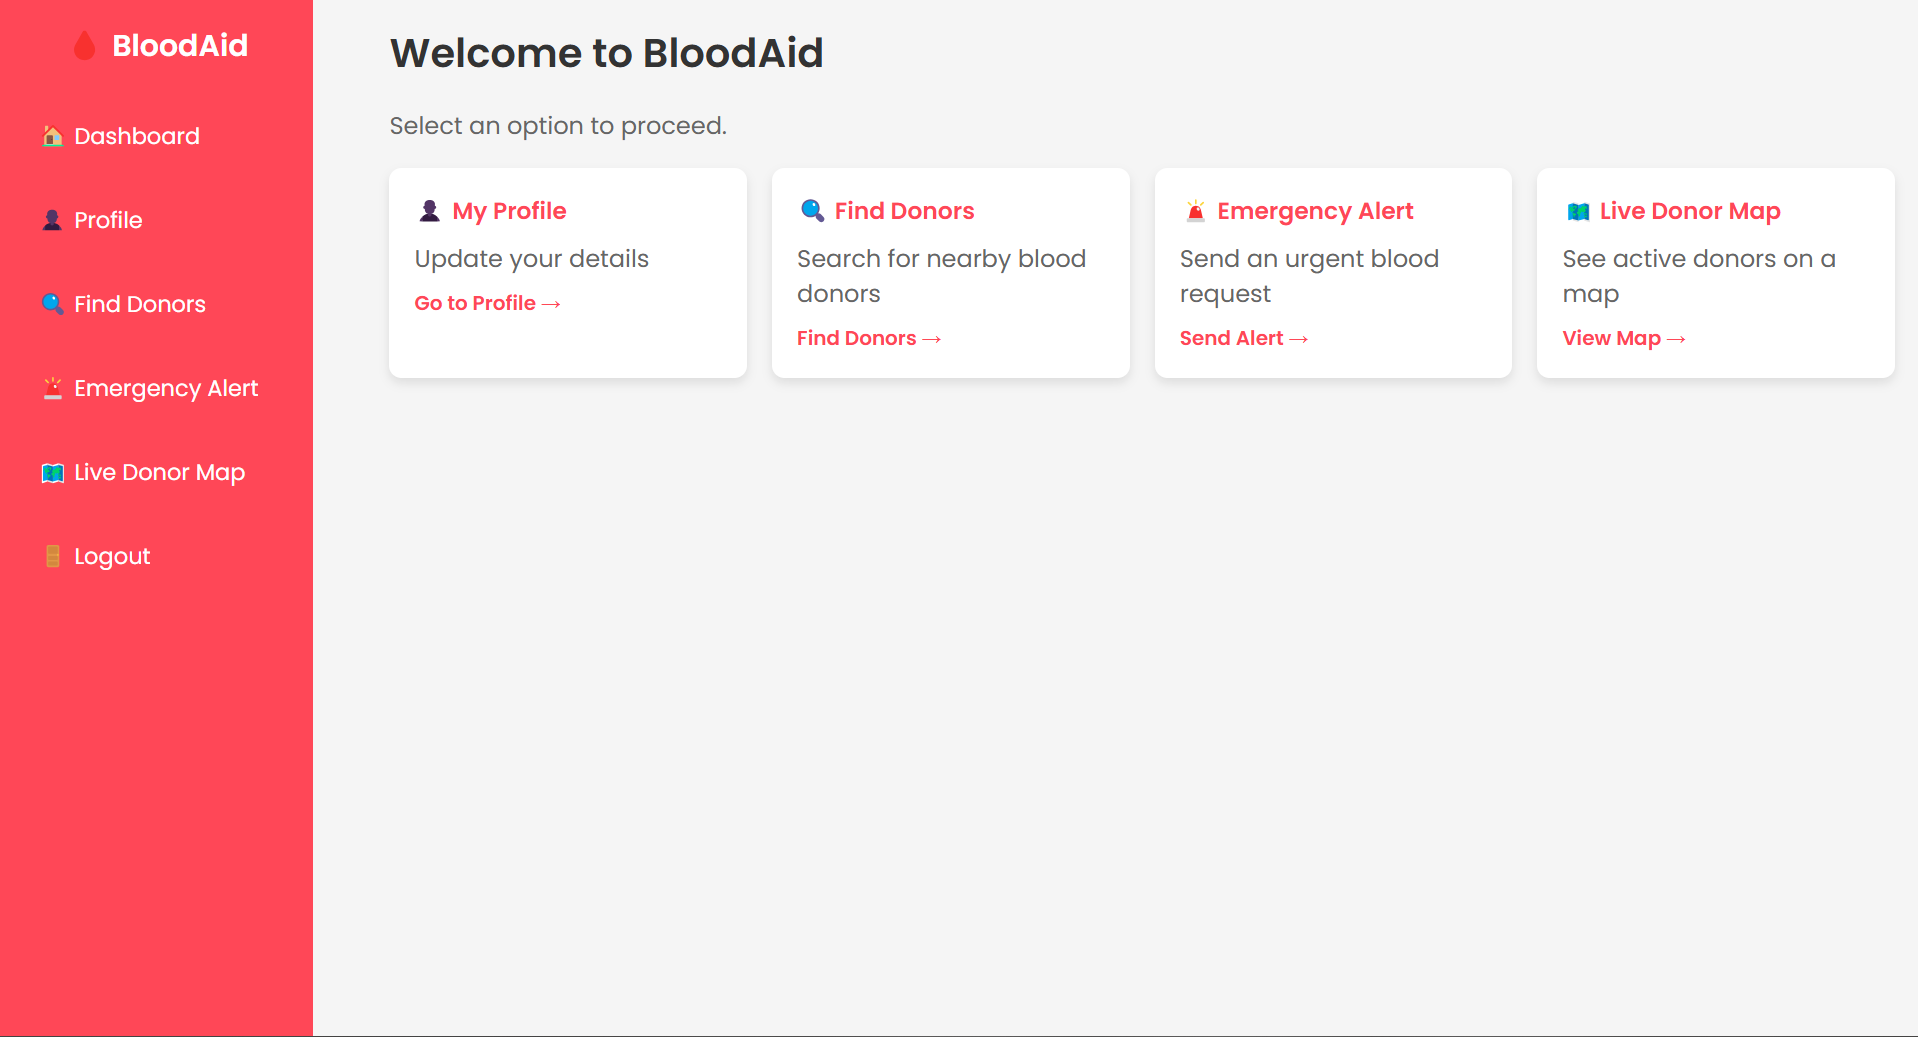 BloodAid
Dashboard
Profile
Find Donors
Emergency Alert
Live Donor Map
Logout
Welcome to BloodAid
Select an option to proceed.
My Profile
Update your details
Go to Profile →
Find Donors
Search for nearby blood
donors
Find Donors →
Emergency Alert
Send an urgent blood
request
Send Alert →
Live Donor Map
See active donors on a
map
View Map →